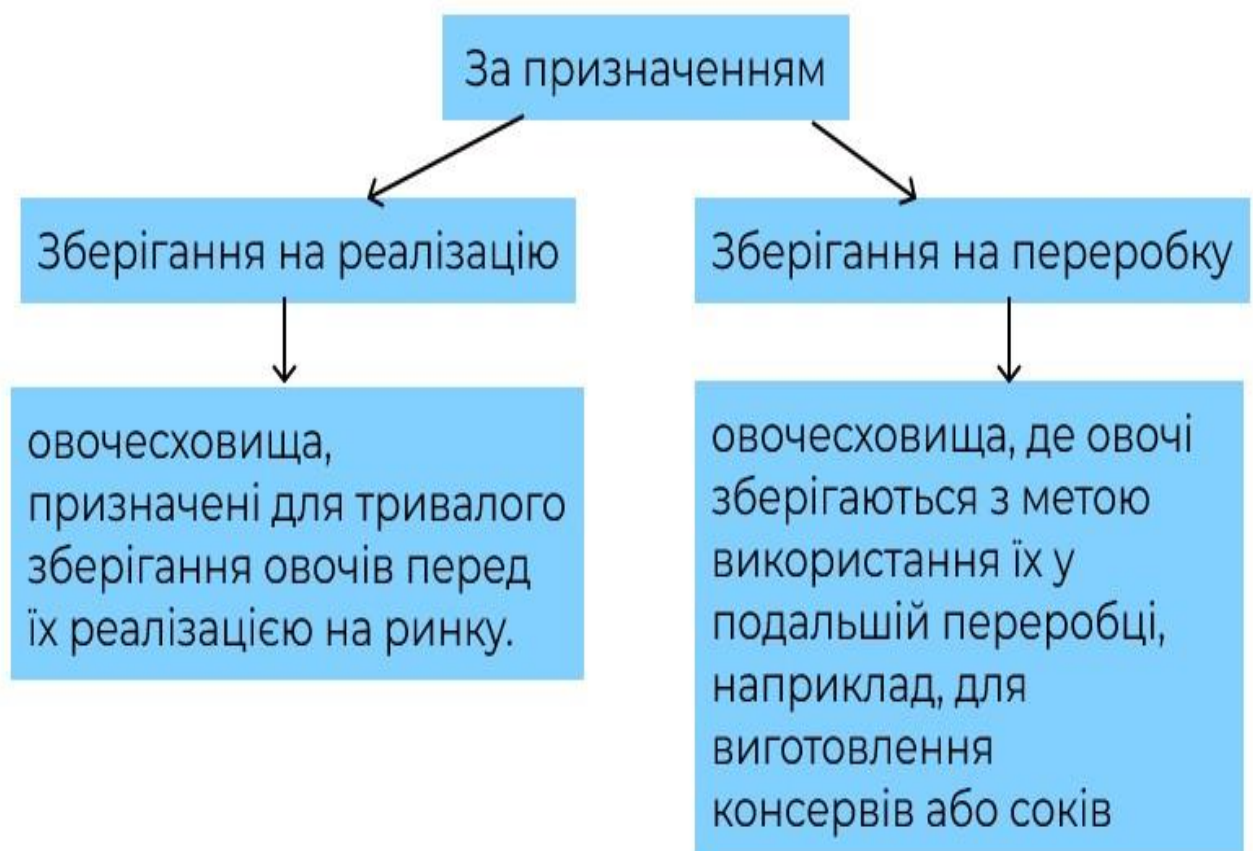 За призначенням
Зберігання на реалізацію
Зберігання на переробку
овочесховища,
призначені для тривалого
зберігання овочів перед
їх реалізацією на ринку.
овочесховища, де овочі
зберігаються з метою
використання їх у
подальшій переробці,
наприклад, для
виготовлення
консервів або соків